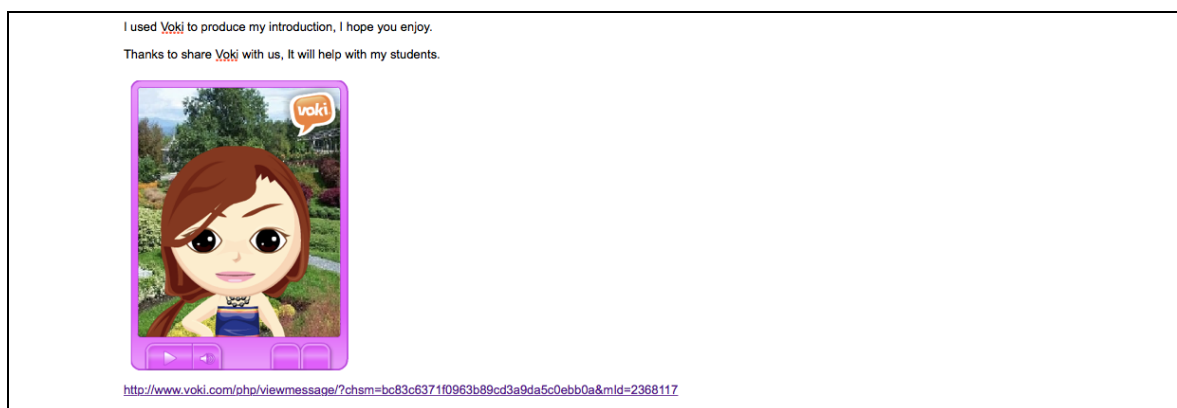 I used Voki to produce my introduction, I hope you enjoy.
Thanks to share Voki with us, It will help with my students.
voki
http://www.voki.com/php/viewmessage/?chsm=bc83c6371f0963b89cd3a9da5c0ebb0a&mId=2368117